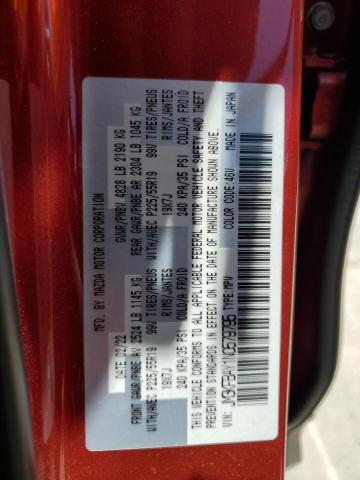 MFD. BY MAZDA MOTOR CORPORATION
DATE: 02/22 GVWR/PNBV 4828 LB 2190 KG
FRONT GAWR/PNBE AV 2524 LB 1145 KG REAR GAWR/PNBE AR 2304 LB 1045 KG
WITH/AVEC P225/55R19 99V TIRES/PNEUS WITH/AVEC P225/55R19 99V TIRES/PNEUS
19X7J RIMS/JANTES 19X7J RIMS/JANTES
240 KPA/35 PSI COLD/A FROID 240 KPA/35 PSI COLD/A FROID
THIS VEHICLE CONFORMS TO ALL APPLICABLE FEDERAL MOTOR VEHICLE SAFETY AND THEFT
PREVENTION STANDARDS IN EFFECT ON THE DATE OF MANUFACTURE SHOWN ABOVE.
VIN: TYPE: MPV COLOR CODE: 46V MADE IN JAPAN